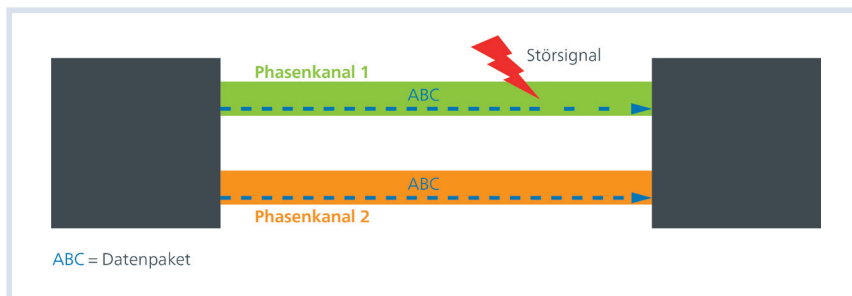 Störsignal
Phasenkanal 1
ABC
ABC
Phasenkanal 2
ABC = Datenpaket